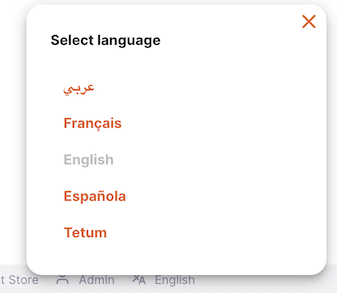 Select language
عربي
Français
English
Española
Tetum
t Store Admin English